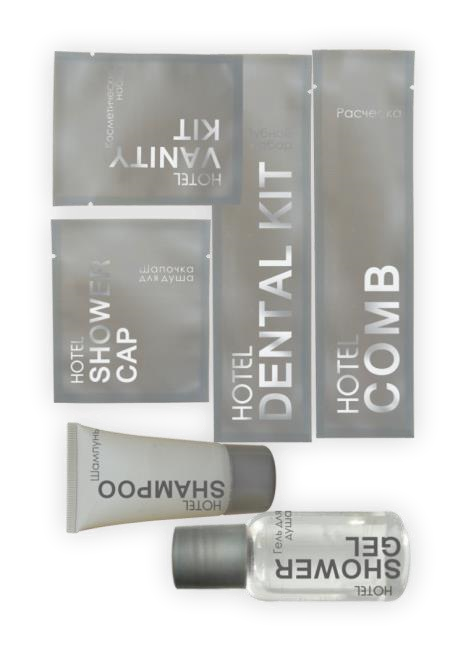 HOTEL
VANITY
KIT
Косметический
набор
HOTEL
DENTAL KIT
Зубной
набор
HOTEL
COMB
Расческа
HOTEL
SHOWER
CAP
Шапочка
для душа
HOTEL
SHAMPOO
Шампунь
HOTEL
SHOWER
GEL
Гель для
душа